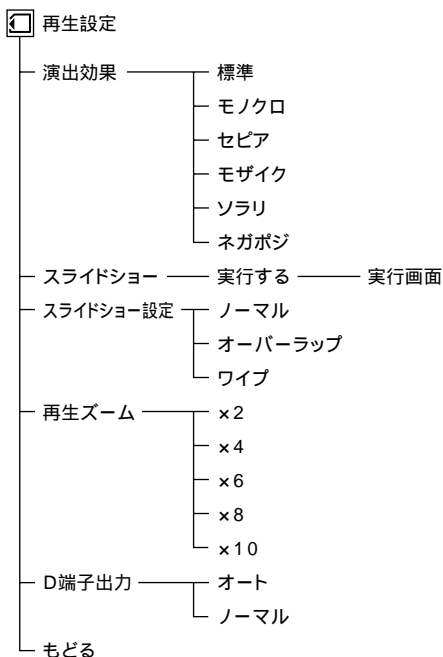 再生設定
演出効果 標準
モノクロ
セピア
モザイク
ソラリ
ネガポジ
スライドショー 実行する 実行画面
スライドショー設定 ノーマル
オーバーラップ
ワイプ
再生ズーム ×2
×4
×6
×8
×10
D端子出力 オート
ノーマル
もどる